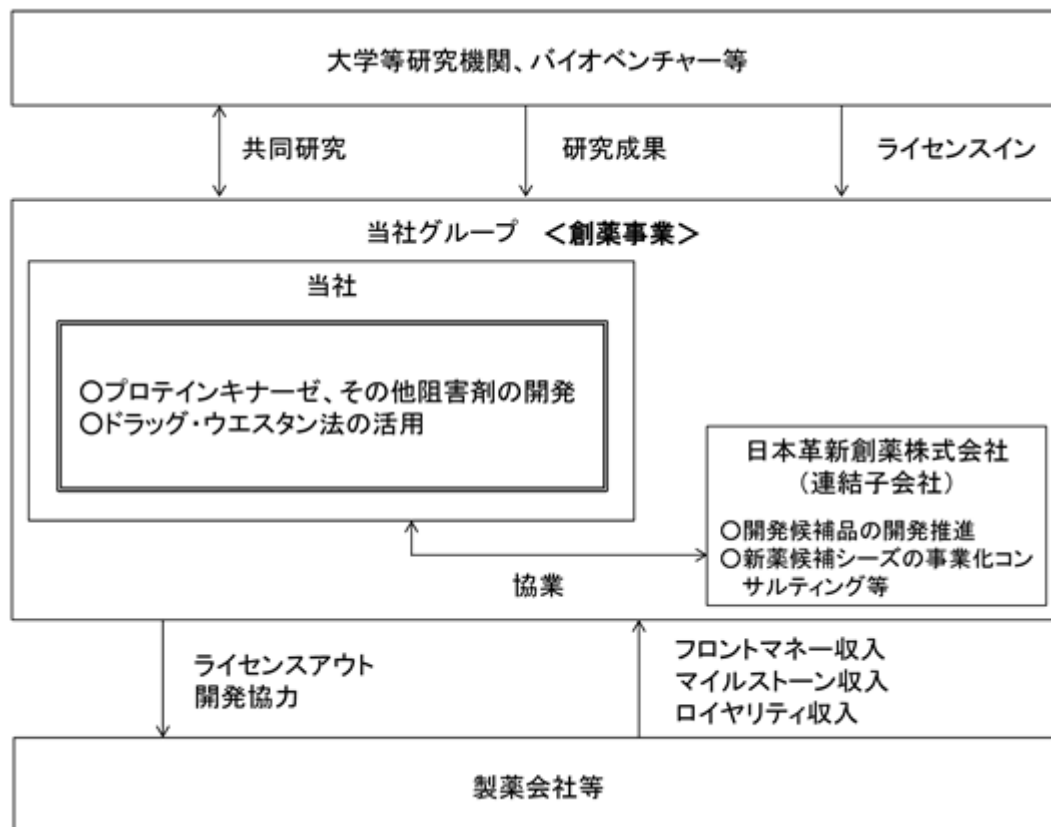 大学等研究機関、バイオベンチャー等
共同研究
研究成果
ライセンスイン
当社グループ <創薬事業>
当社
○プロテインキナーゼ、その他阻害剤の開発
○ドラッグ・ウエスタン法の活用
日本革新創薬株式会社
(連結子会社)
○開発候補品の開発推進
○新薬候補シーズの事業化コン
サルティング等
協業
ライセンスアウト
開発協力
フロントマネー収入
マイルストーン収入
ロイヤリティ収入
製薬会社等